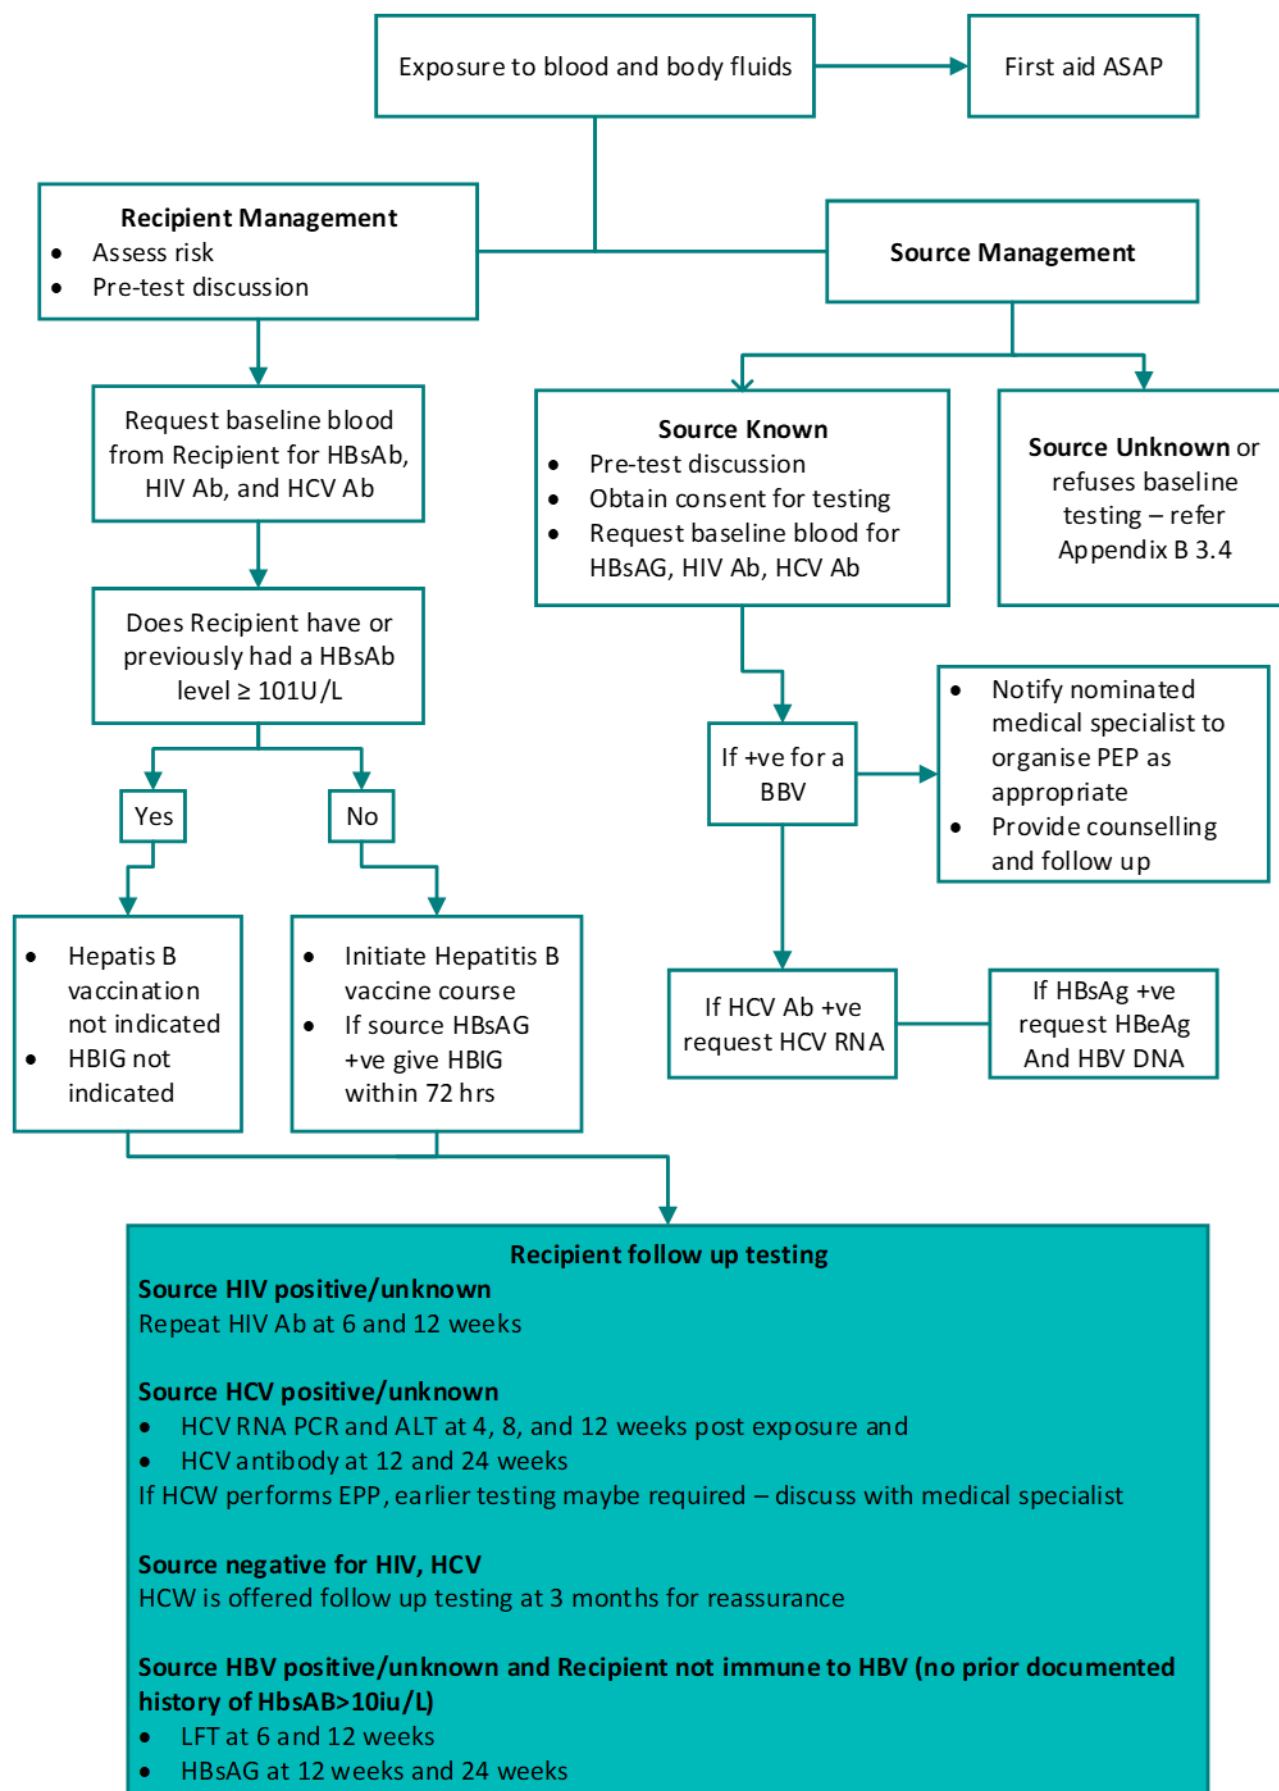 Exposure to blood and body fluids
First aid ASAP
Recipient Management
• Assess risk
• Pre-test discussion
Source Management
Request baseline blood
from Recipient for HBsAb,
HIV Ab, and HCV Ab
Source Known
• Pre-test discussion
• Obtain consent for testing
• Request baseline blood for
HBsAG, HIV Ab, HCV Ab
Source Unknown or
refuses baseline
testing – refer
Appendix B 3.4
Does Recipient have or
previously had a HBsAb
level ≥ 101U/L
Yes
No
If +ve for a
BBV
• Notify nominated
medical specialist to
organise PEP as
appropriate
• Provide counselling
and follow up
• Hepatis B
vaccination
not indicated
• HBIG not
indicated
• Initiate Hepatitis B
vaccine course
• If source HBsAG
+ve give HBIG
within 72 hrs
If HCV Ab +ve
request HCV RNA
If HBsAg +ve
request HBeAg
And HBV DNA
Recipient follow up testing
Source HIV positive/unknown
Repeat HIV Ab at 6 and 12 weeks
Source HCV positive/unknown
• HCV RNA PCR and ALT at 4, 8, and 12 weeks post exposure and
• HCV antibody at 12 and 24 weeks
If HCW performs EPP, earlier testing maybe required – discuss with medical specialist
Source negative for HIV, HCV
HCW is offered follow up testing at 3 months for reassurance
Source HBV positive/unknown and Recipient not immune to HBV (no prior documented
history of HbsAB>10iu/L)
• LFT at 6 and 12 weeks
• HBsAG at 12 weeks and 24 weeks